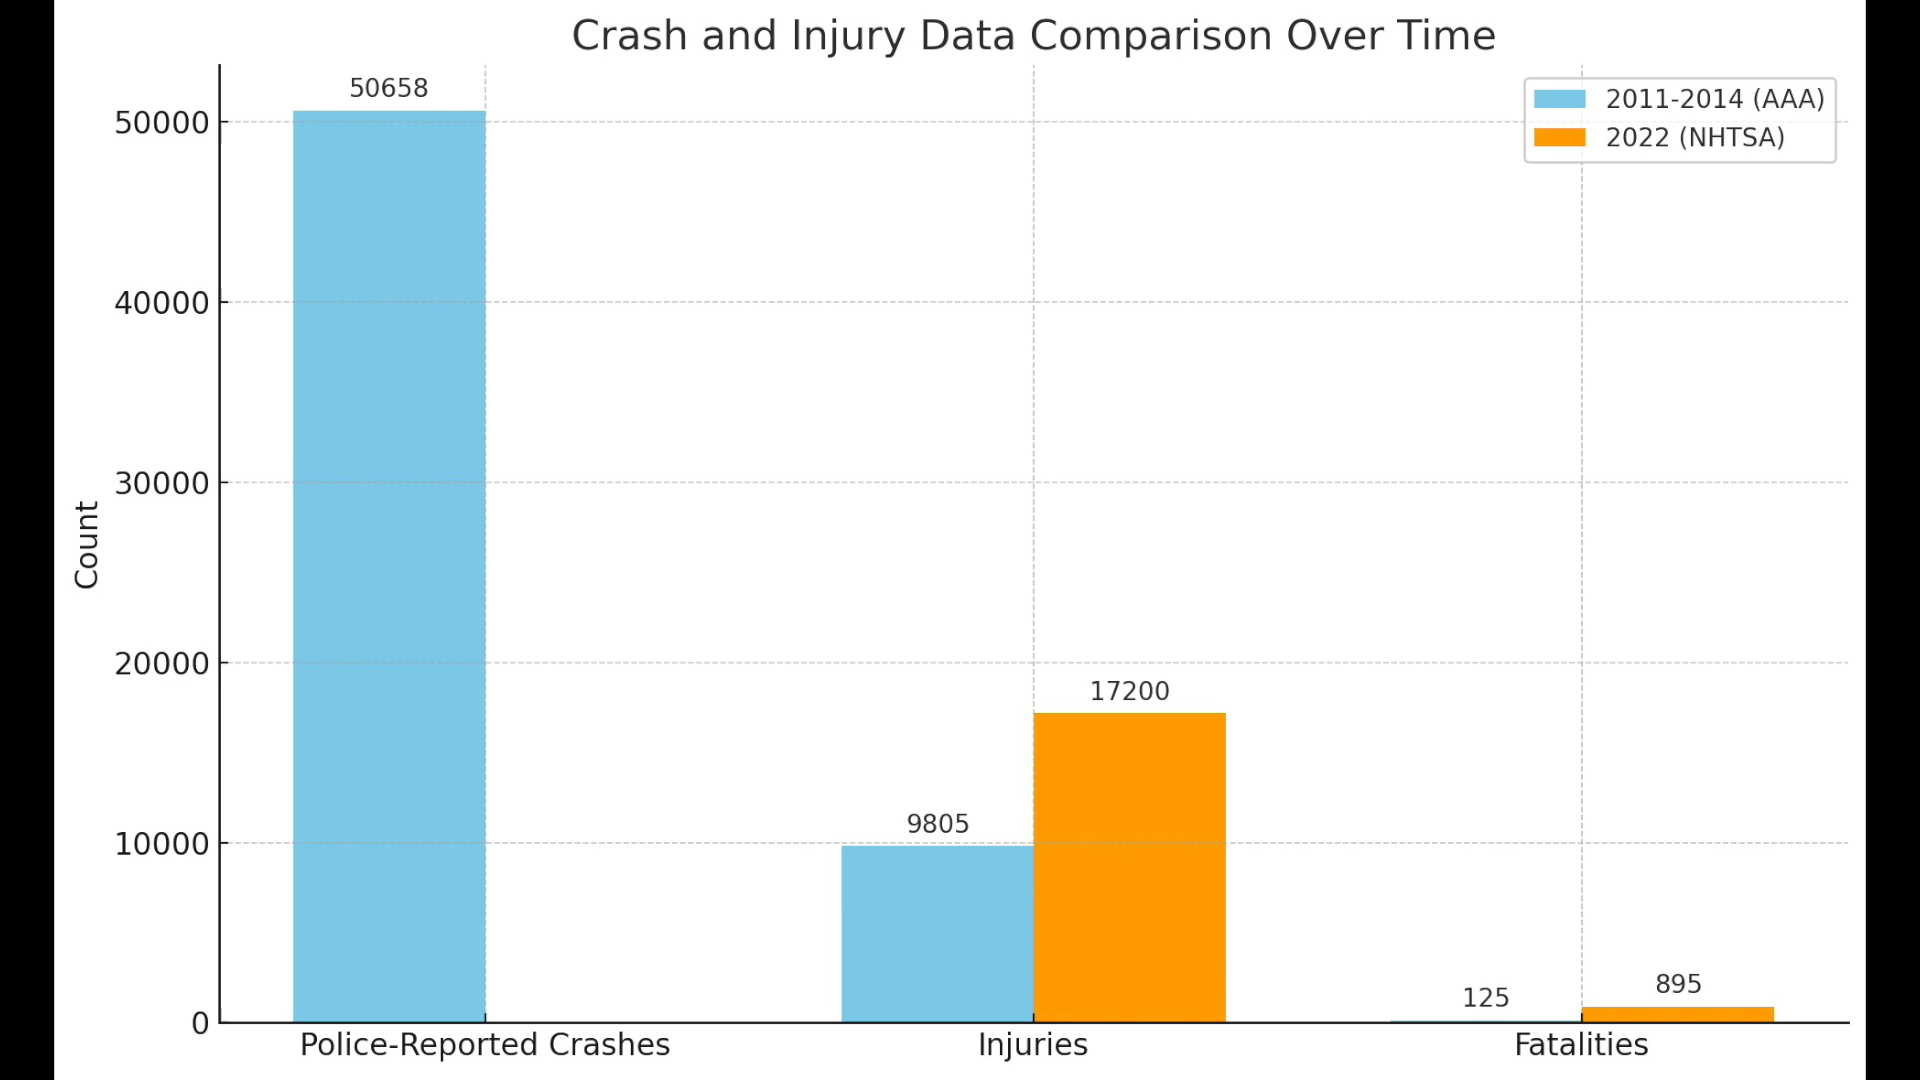 Crash and Injury Data Comparison Over Time
2011-2014 (AAA)
2022 (NHTSA)
Count
50000
40000
30000
20000
10000
0
50658
9805
17200
125
895
Police-Reported Crashes
Injuries
Fatalities